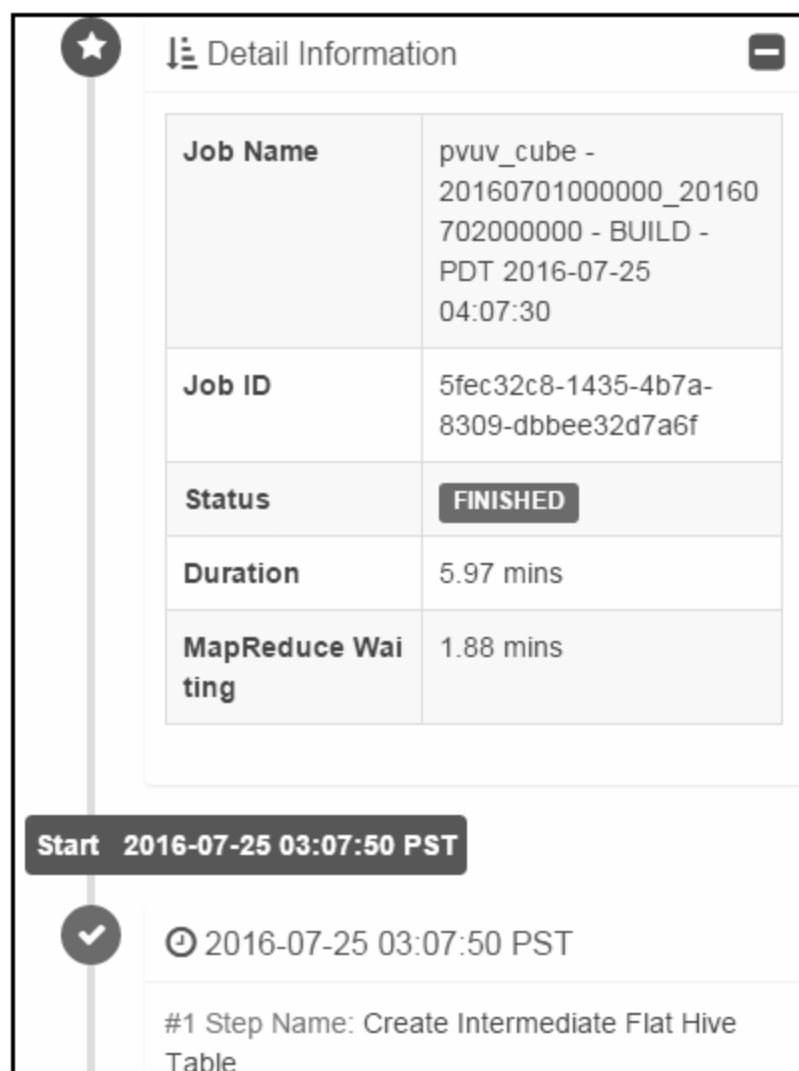 Detail Information
Job Name
pvuv_cube -
20160701000000_20160
702000000 - BUILD -
PDT 2016-07-25
04:07:30
Job ID
5fec32c8-1435-4b7a-
8309-dbbee32d7a6f
Status
FINISHED
Duration
5.97 mins
MapReduce Wai
ting
1.88 mins
Start 2016-07-25 03:07:50 PST
2016-07-25 03:07:50 PST
#1 Step Name: Create Intermediate Flat Hive
Table